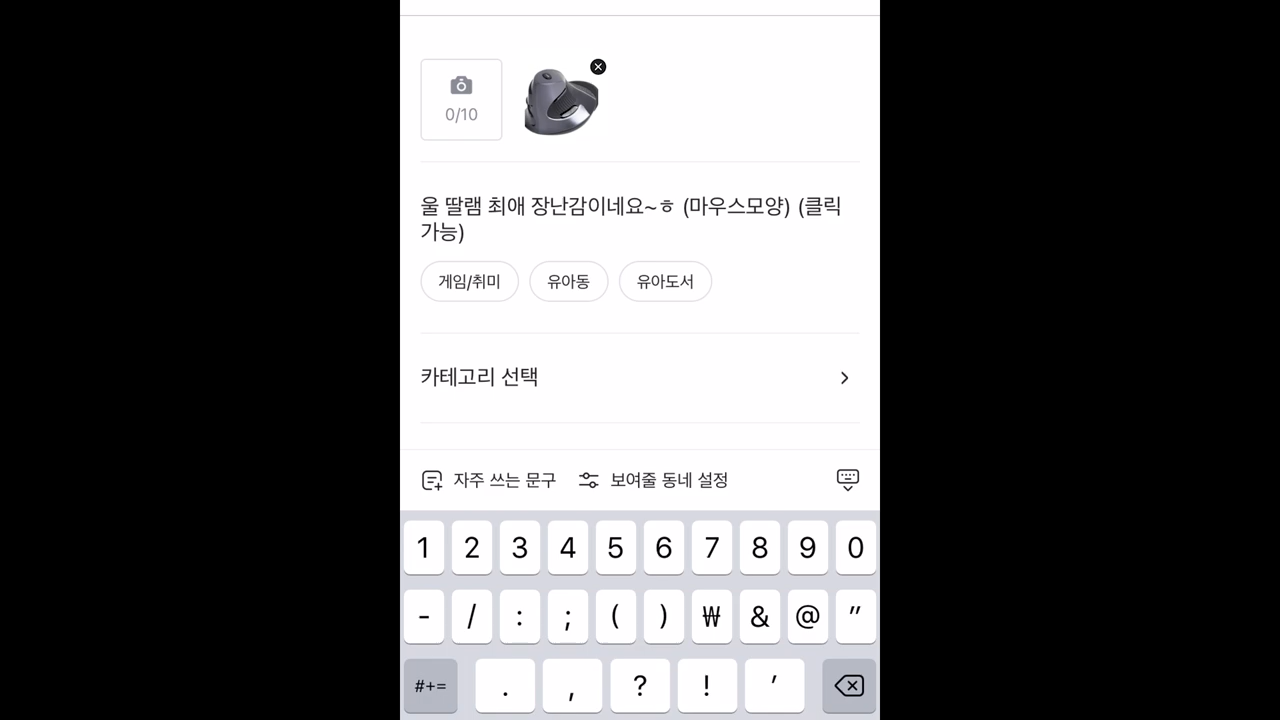 0/10
울 딸램 최애 장난감이네요~ㅎ (마우스모양) (클릭
가능)
게임/취미 유아동 유아도서
카테고리 선택
자주 쓰는 문구 보여줄 동네 설정
1 2 3 4 5 6 7 8 9 0
- / : ; ( ) ₩ & @ "
#+= . , ? ! '